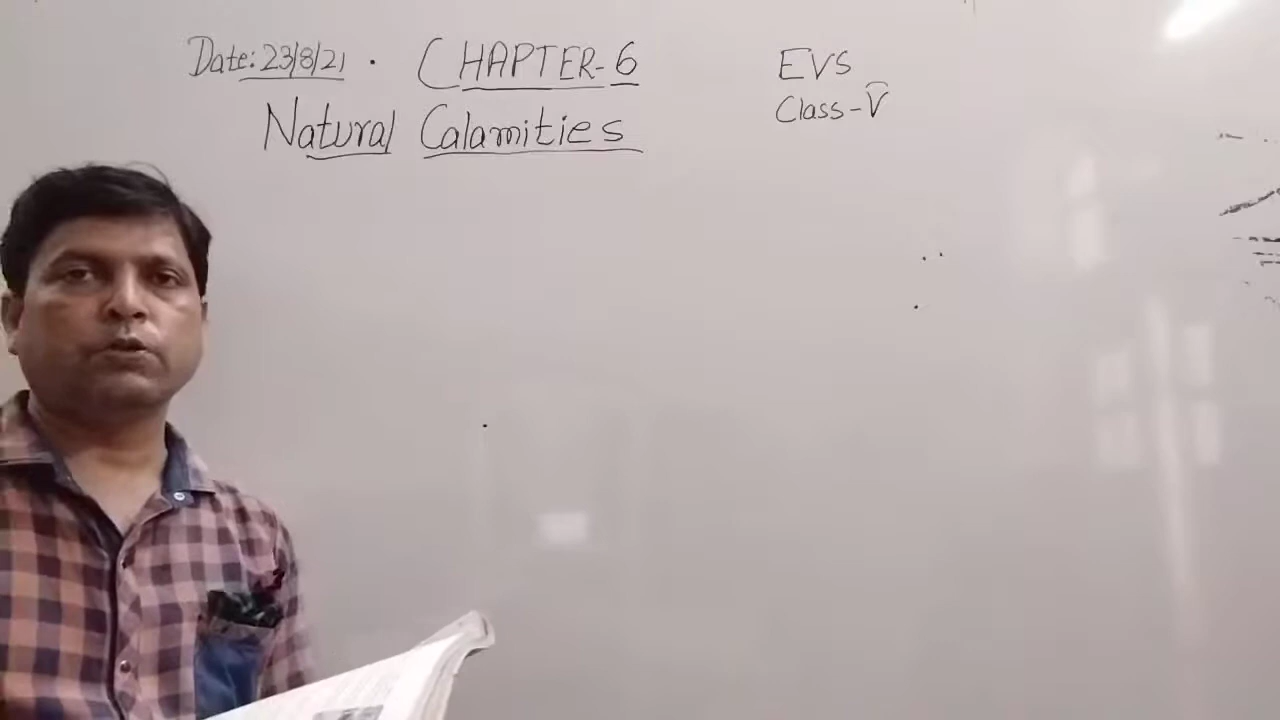 Date: 23/8/21 . CHAPTER-6
Natural Calamities
EVS
Class-V